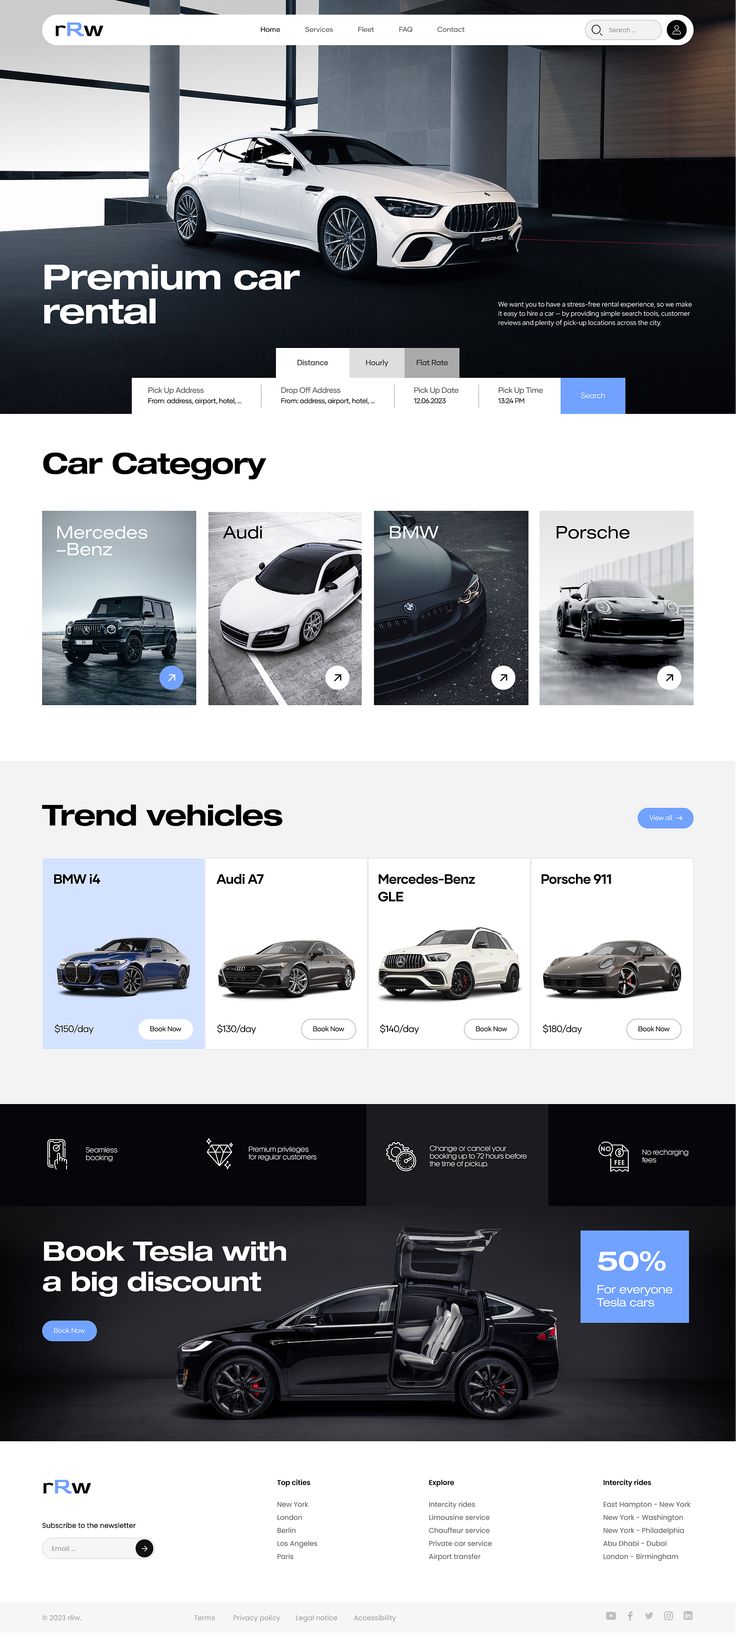 rRw
Home
Services
Fleet
FAQ
Contact
Search ...
Premium car
rental
We want you to have a stress-free rental experience, so we make
it easy to hire a car – by providing simple search tools, customer
reviews and plenty of pick-up locations across the city.
Distance
Hourly
Flat Rate
Pick Up Address
From: address, airport, hotel, ...
Drop Off Address
From: address, airport, hotel, ...
Pick Up Date
12.06.2023
Pick Up Time
13:24 PM
Search
Car Category
Mercedes
-Benz
Audi
BMW
Porsche
Trend vehicles
View all →
BMW i4
Audi A7
Mercedes-Benz
GLE
Porsche 911
$150/day
Book Now
$130/day
Book Now
$140/day
Book Now
$180/day
Book Now
Seamless
booking
Premium privileges
for regular customers
Change or cancel your
booking up to 72 hours before
the time of pickup.
NO
FEE
No recharging
fees
Book Tesla with
a big discount
Book Now
50%
For everyone
Tesla cars
rRw
Subscribe to the newsletter
Email ...
Top cities
New York
London
Berlin
Los Angeles
Paris
Explore
Intercity rides
Limousine service
Chauffeur service
Private car service
Airport transfer
Intercity rides
East Hampton - New York
New York - Washington
New York - Philadelphia
Abu Dhabi - Dubai
London - Birmingham
© 2023 rRw.
Terms
Privacy policy
Legal notice
Accessibility